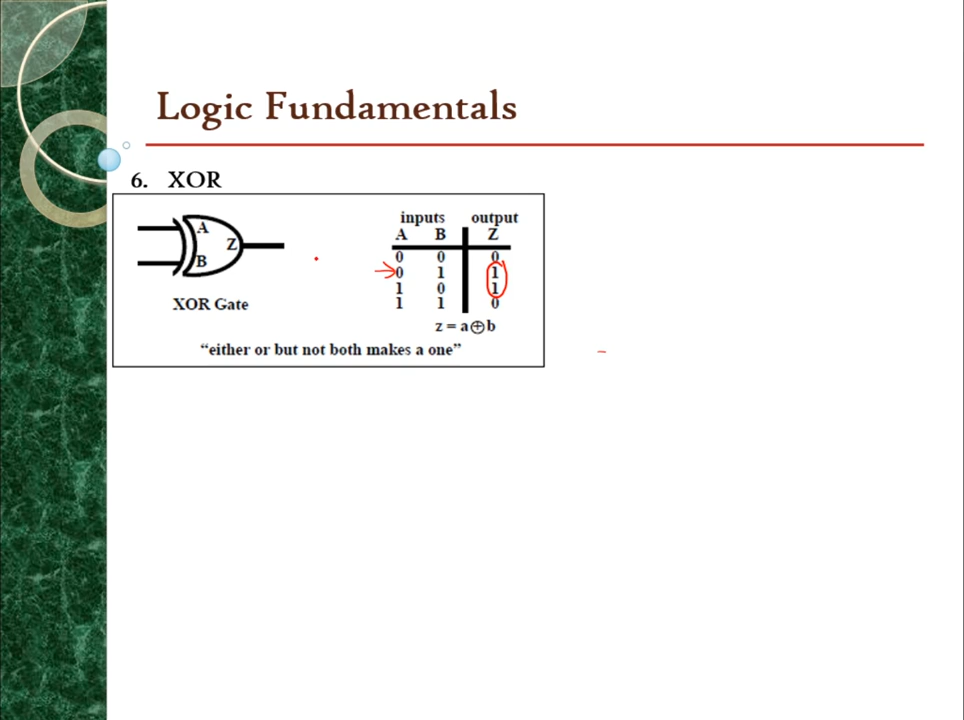 Logic Fundamentals
6. XOR
inputs output
A B Z
A
Z
B
0 0 0
0 1 1
1 0 1
1 1 0
XOR Gate
z = a⊕b
“either or but not both makes a one”